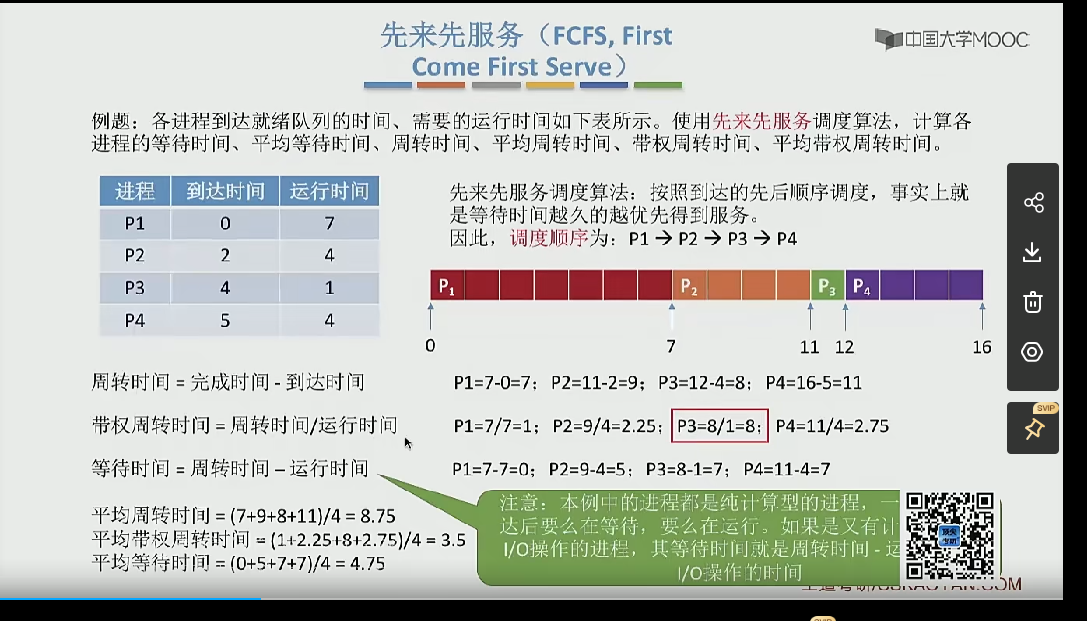 先来先服务（FCFS, First
Come First Serve）
中国大学MOOC
例题：各进程到达就绪队列的时间、需要的运行时间如下表所示。使用先来先服务调度算法，计算各
进程的等待时间、平均等待时间、周转时间、平均周转时间、带权周转时间、平均带权周转时间。
进程 到达时间 运行时间
P1 0 7
P2 2 4
P3 4 1
P4 5 4
先来先服务调度算法：按照到达的先后顺序调度，事实上就
是等待时间越久的越优先得到服务。
因此，调度顺序为：P1 → P2 → P3 → P4
P1 P2 P3 P4
0 7 11 12 16
周转时间 = 完成时间 - 到达时间 P1=7-0=7；P2=11-2=9；P3=12-4=8；P4=16-5=11
带权周转时间 = 周转时间/运行时间 P1=7/7=1；P2=9/4=2.25；P3=8/1=8；P4=11/4=2.75
等待时间 = 周转时间 – 运行时间 P1=7-7=0；P2=9-4=5；P3=8-1=7；P4=11-4=7
平均周转时间 = (7+9+8+11)/4 = 8.75
平均带权周转时间 = (1+2.25+8+2.75)/4 = 3.5
平均等待时间 = (0+5+7+7)/4 = 4.75
注意：本例中的进程都是纯计算型的进程，一
达后要么在等待，要么在运行。如果是又有计
I/O操作的进程，其等待时间就是周转时间 - 运
I/O操作的时间
SVIP
SVIP